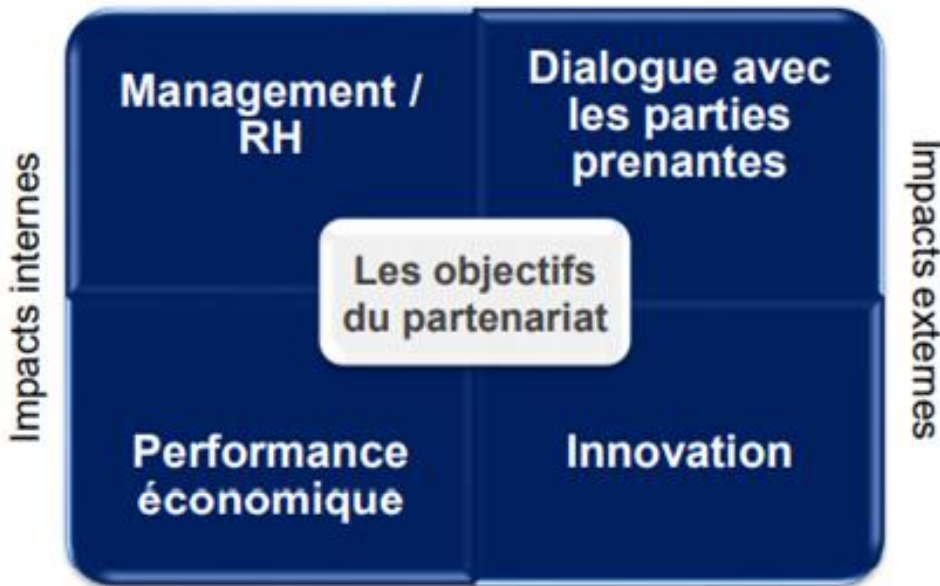 Impacts internes
Management /
RH
Dialogue avec
les parties
prenantes
Les objectifs
du partenariat
Performance
économique
Innovation
Impacts externes